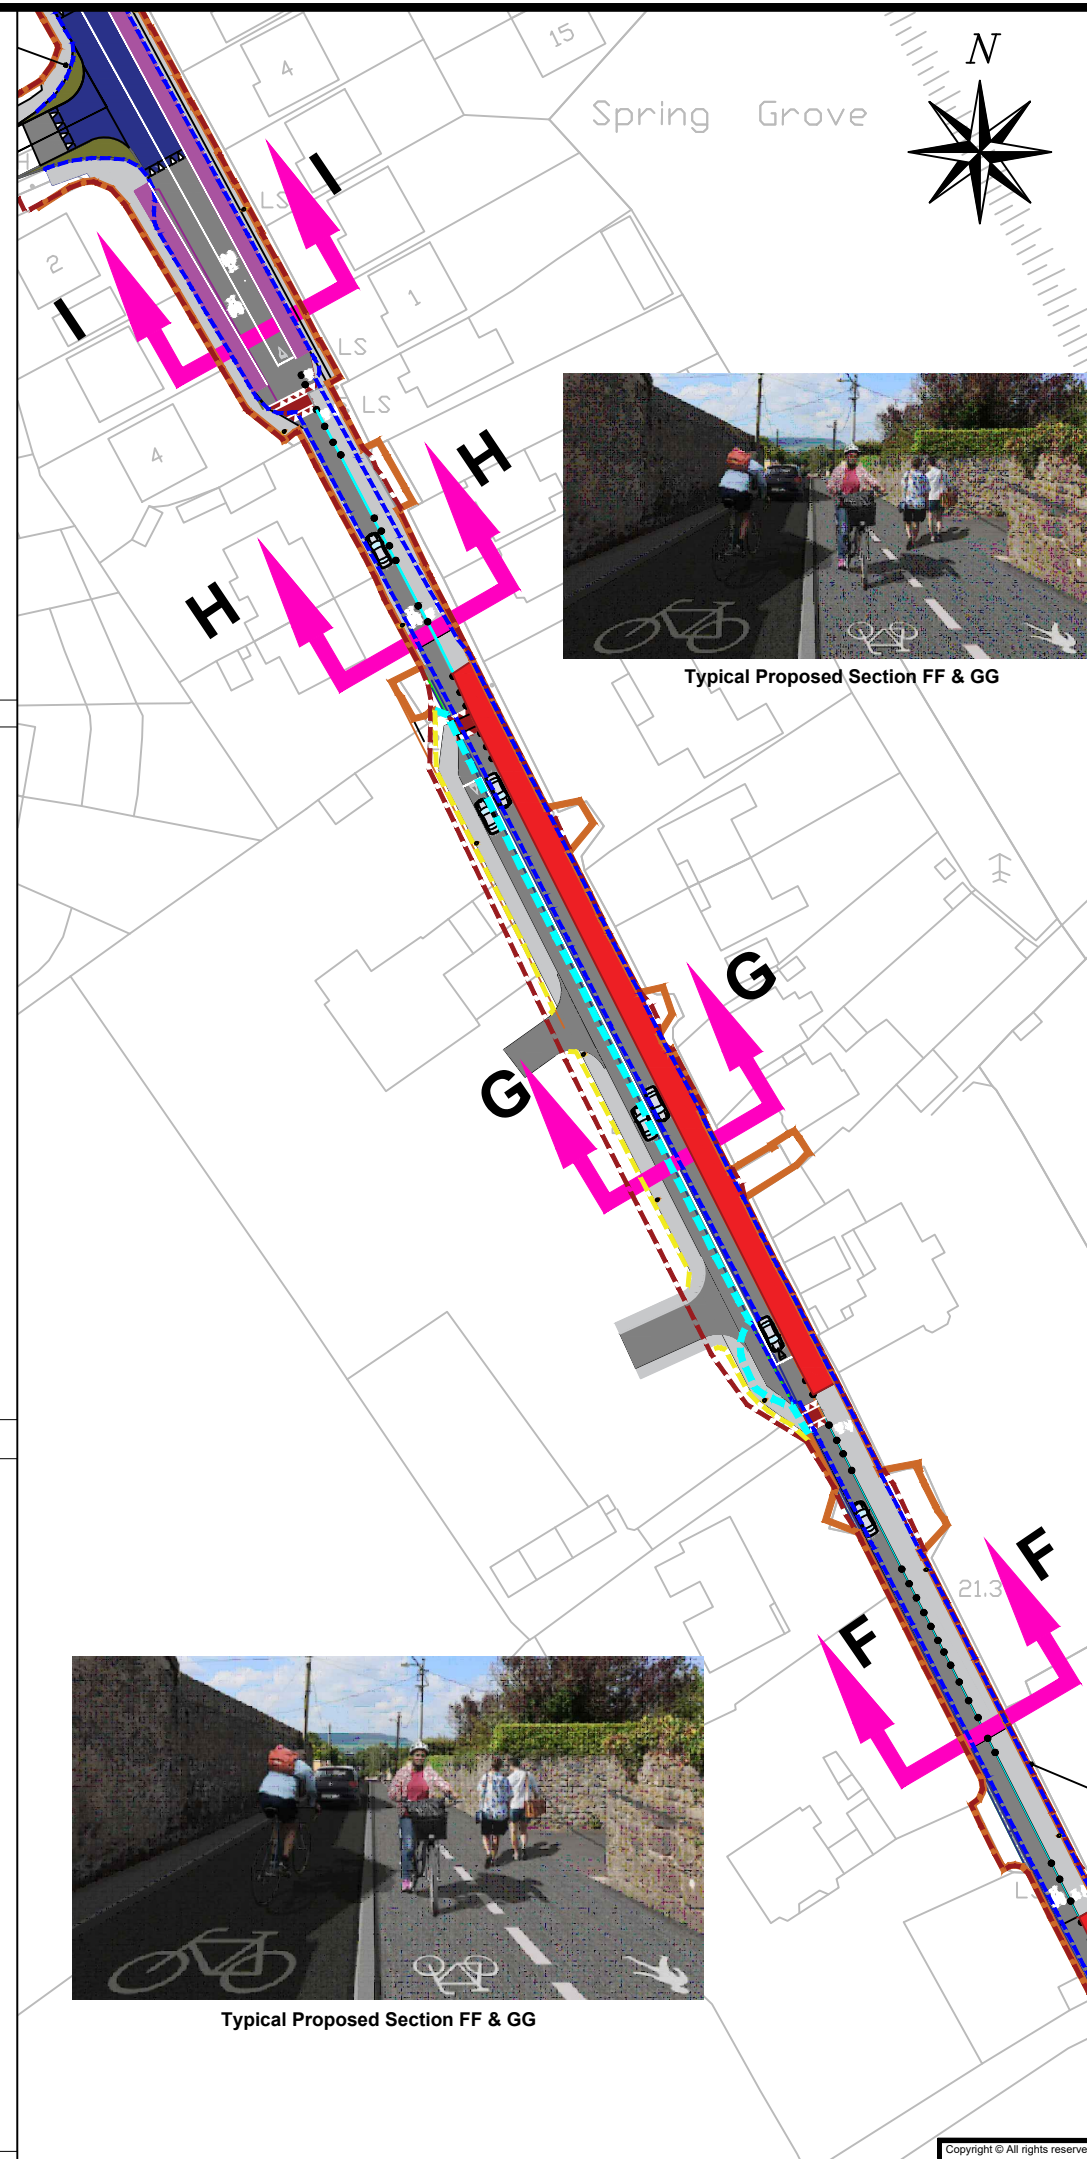 15
4
N
Spring Grove
I
LS
2
I
1
LS
LS
4
H
H
Typical Proposed Section FF & GG
G
G
F
21.3
F
Typical Proposed Section FF & GG
Copyright © All rights reserve